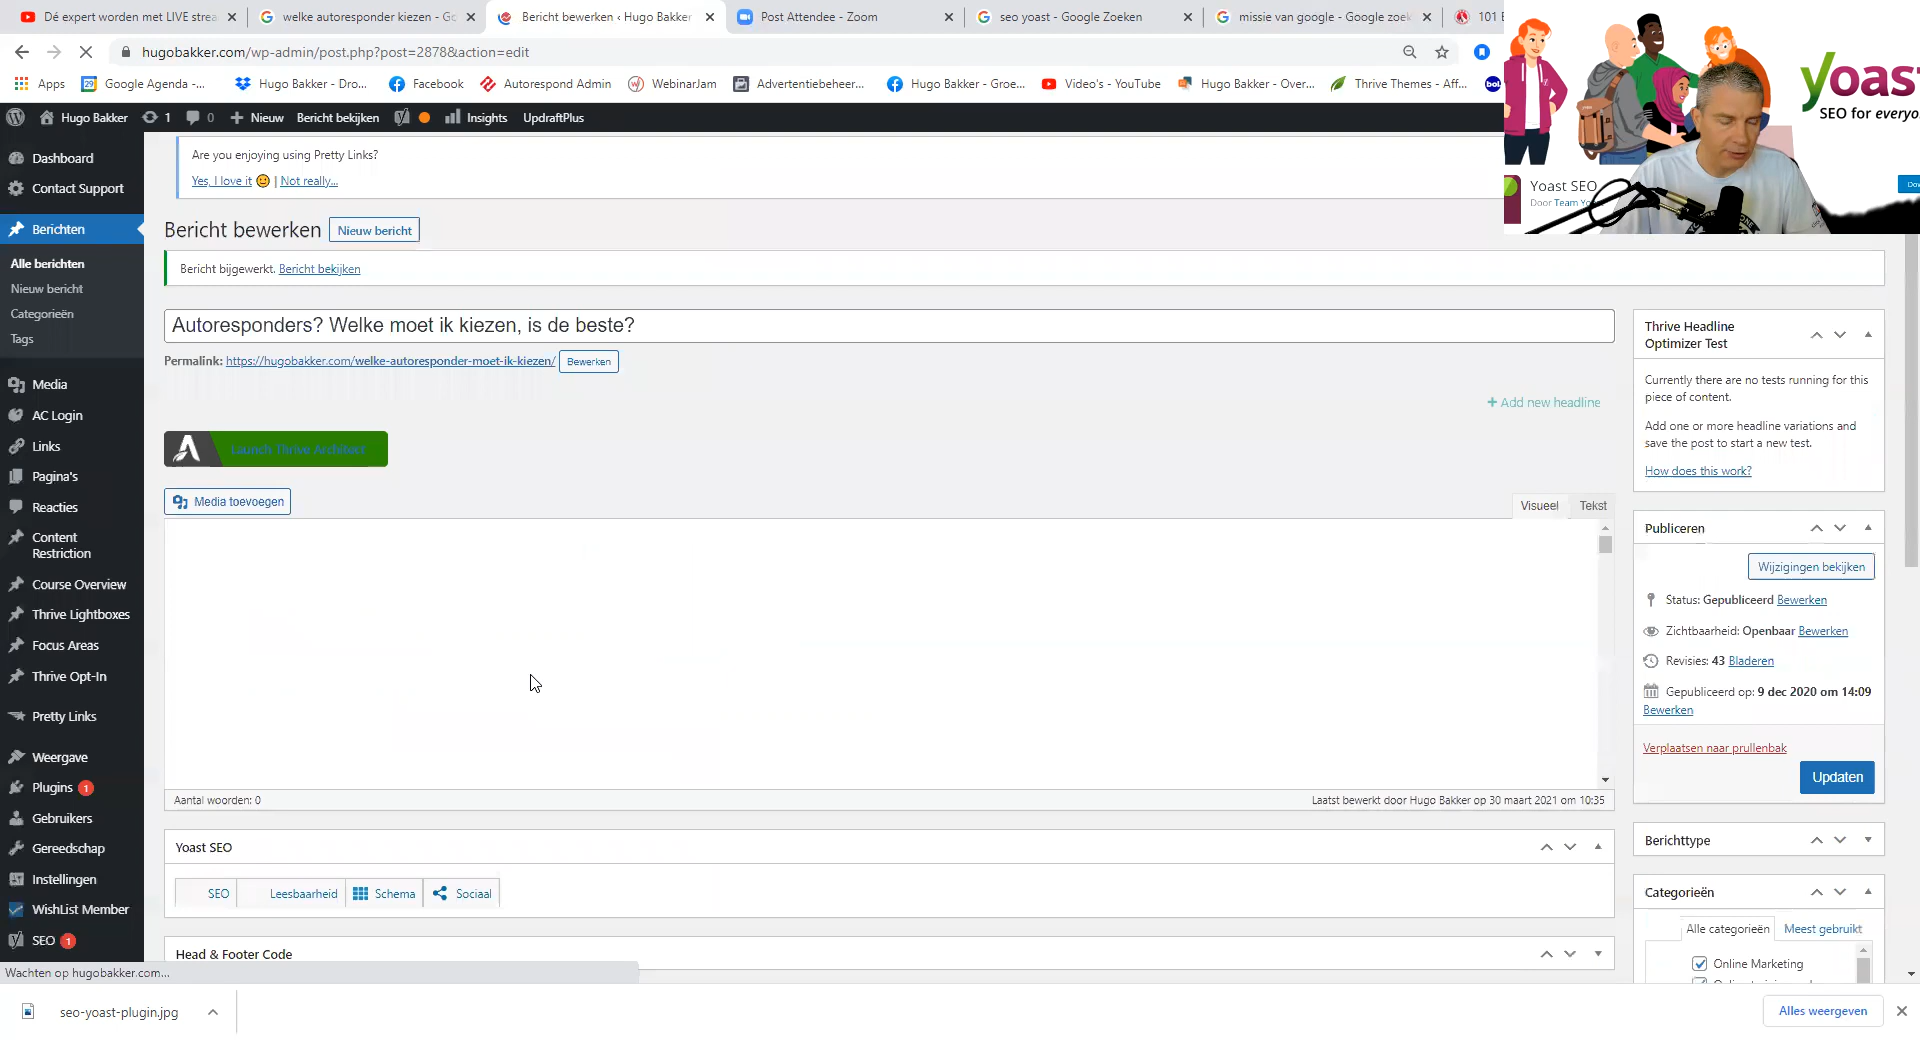 Dé expert worden met LIVE strea
welke autoresponder kiezen - Go
Bericht bewerken ‹ Hugo Bakker
Post Attendee - Zoom
seo yoast - Google Zoeken
missie van google - Google zoek
101 E
hugobakker.com/wp-admin/post.php?post=2878&action=edit
Apps
Google Agenda -...
Hugo Bakker - Dro...
Facebook
Autorespond Admin
WebinarJam
Advertentiebeheer...
Hugo Bakker - Groe...
Video's - YouTube
Hugo Bakker - Over...
Thrive Themes - Aff...
yoast
SEO for everyo
Yoast SEO
Door Team Yo
Hugo Bakker
1
0
Nieuw
Bericht bekijken
Insights
UpdraftPlus
Dashboard
Contact Support
Berichten
Alle berichten
Nieuw bericht
Categorieën
Tags
Media
AC Login
Links
Pagina's
Reacties
Content
Restriction
Course Overview
Thrive Lightboxes
Focus Areas
Thrive Opt-In
Pretty Links
Weergave
Plugins 1
Gebruikers
Gereedschap
Instellingen
WishList Member
SEO 1
Are you enjoying using Pretty Links?
Yes, I love it | Not really...
Bericht bewerken
Nieuw bericht
Bericht bijgewerkt. Bericht bekijken
Autoresponders? Welke moet ik kiezen, is de beste?
Permalink: https://hugobakker.com/welke-autoresponder-moet-ik-kiezen/ Bewerken
+ Add new headline
Launch Thrive Architect
Media toevoegen
Visueel
Tekst
Aantal woorden: 0
Laatst bewerkt door Hugo Bakker op 30 maart 2021 om 10:35
Yoast SEO
SEO
Leesbaarheid
Schema
Sociaal
Head & Footer Code
Thrive Headline
Optimizer Test
Currently there are no tests running for this
piece of content.
Add one or more headline variations and
save the post to start a new test.
How does this work?
Publiceren
Wijzigingen bekijken
Status: Gepubliceerd Bewerken
Zichtbaarheid: Openbaar Bewerken
Revisies: 43 Bladeren
Gepubliceerd op: 9 dec 2020 om 14:09
Bewerken
Verplaatsen naar prullenbak
Updaten
Berichttype
Categorieën
Alle categorieën
Meest gebruikt
Online Marketing
Wachten op hugobakker.com...
seo-yoast-plugin.jpg
Alles weergeven